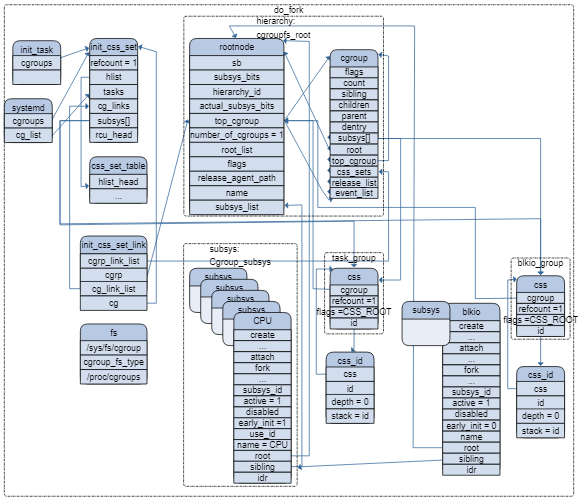 do_fork
hierarchy:
cgroupfs_root
init_task
cgroups
systemd
cgroups
cg_list
init_css_set
refcount = 1
hlist
tasks
cg_links
subsys[]
rcu_head
css_set_table
hlist_head
...
init_css_set_link
cgrp_link_list
cgrp
cg_link_list
cg
fs
/sys/fs/cgroup
cgroup_fs_type
/proc/cgroups
rootnode
sb
subsys_bits
hierarchy_id
actual_subsys_bits
top_cgroup
number_of_cgroups = 1
root_list
flags
release_agent_path
name
subsys_list
cgroup
flags
count
sibling
children
parent
dentry
subsys[]
root
top_cgroup
css_sets
release_list
event_list
subsys:
Cgroup_subsys
subsys
subsys
subsys
subsys
CPU
create
...
attach
fork
...
subsys_id
active = 1
disabled
early_init =1
use_id
name = CPU
root
sibling
idr
task_group
css
cgroup
refcount =1
flags =CSS_ROOT
id
css_id
css
id
depth = 0
stack = id
subsys
blkio
create
...
attach
...
fork
...
subsys_id
active = 1
disabled
early_init = 0
name
root
sibling
idr
blkio_group
css
cgroup
refcount =1
flags =CSS_ROOT
id
css_id
css
id
depth = 0
stack = id